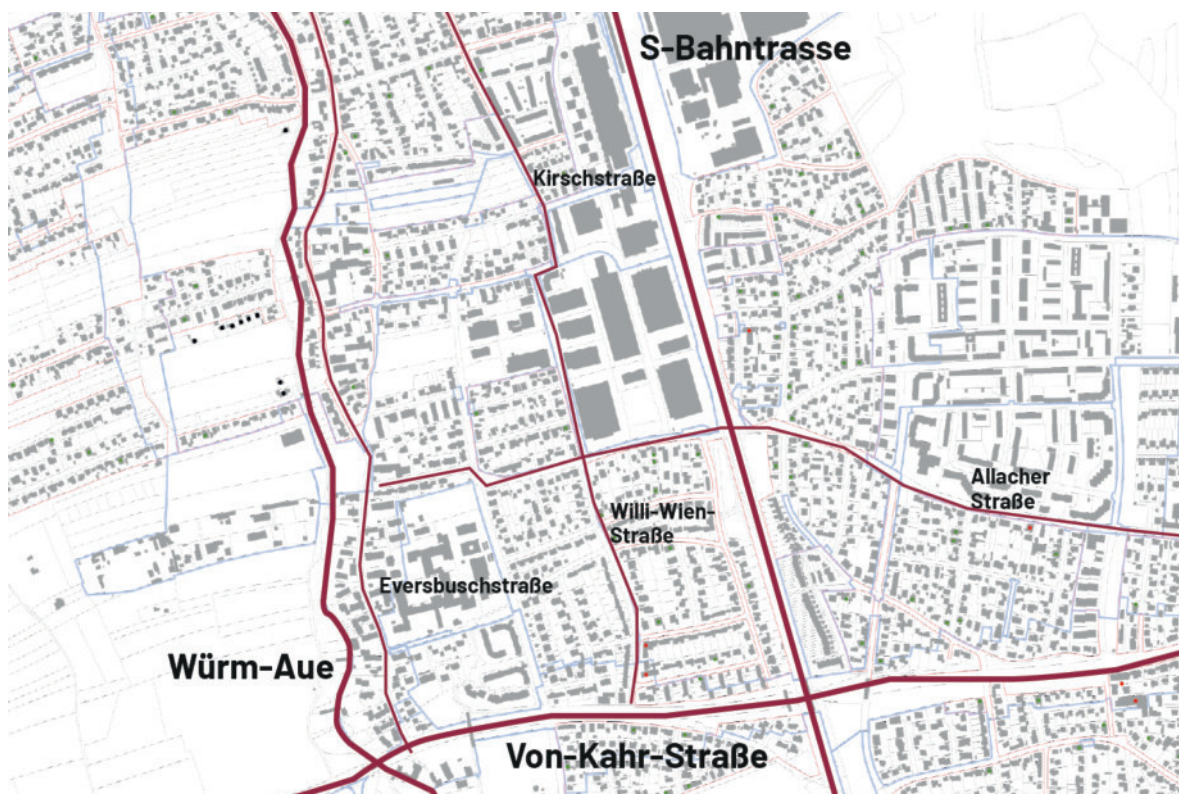 S-Bahntrasse
Kirschstraße
Allacher
Straße
Willi-Wien-
Straße
Eversbuschstraße
Würm-Aue
Von-Kahr-Straße